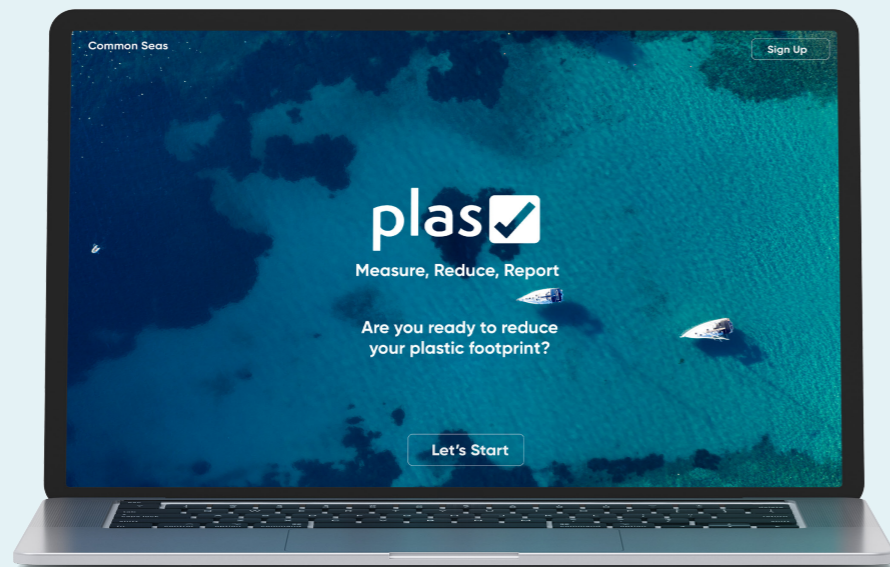 Common Seas
Sign Up
plas
Measure, Reduce, Report
Are you ready to reduce
your plastic footprint?
Let's Start